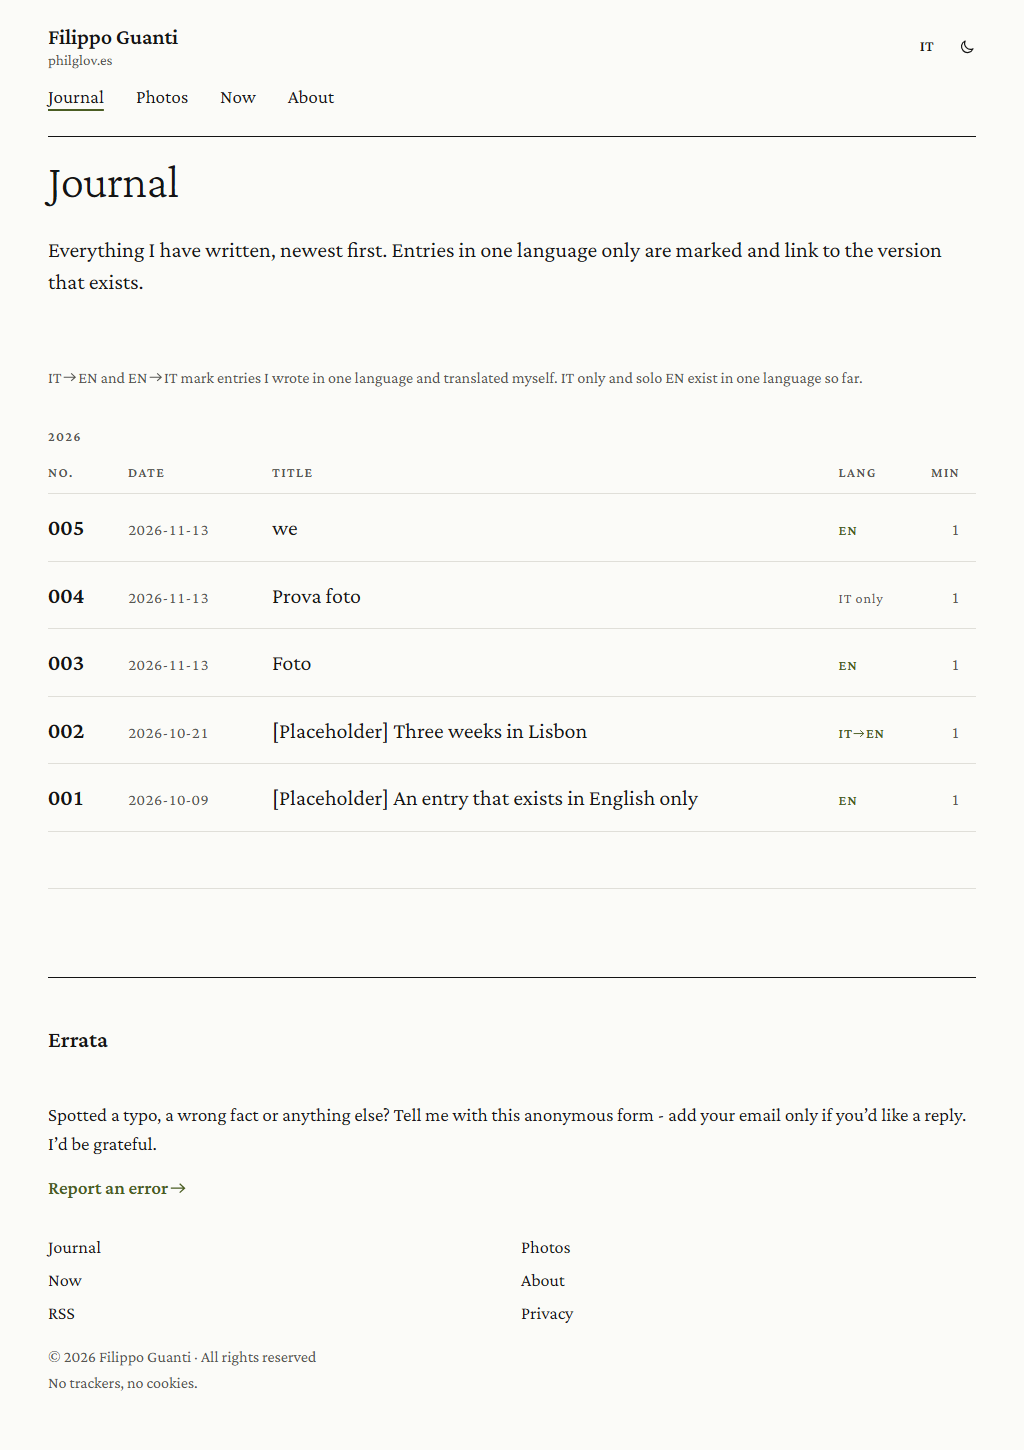 Filippo Guanti
philglov.es
IT
Journal Photos Now About
Journal
Everything I have written, newest first. Entries in one language only are marked and link to the version
that exists.
IT→EN and EN→IT mark entries I wrote in one language and translated myself. IT only and solo EN exist in one language so far.
2026
NO. DATE TITLE LANG MIN
005 2026-11-13 we EN 1
004 2026-11-13 Prova foto IT only 1
003 2026-11-13 Foto EN 1
002 2026-10-21 [Placeholder] Three weeks in Lisbon IT→EN 1
001 2026-10-09 [Placeholder] An entry that exists in English only EN 1
Errata
Spotted a typo, a wrong fact or anything else? Tell me with this anonymous form - add your email only if you’d like a reply.
I’d be grateful.
Report an error→
Journal Photos
Now About
RSS Privacy
© 2026 Filippo Guanti · All rights reserved
No trackers, no cookies.